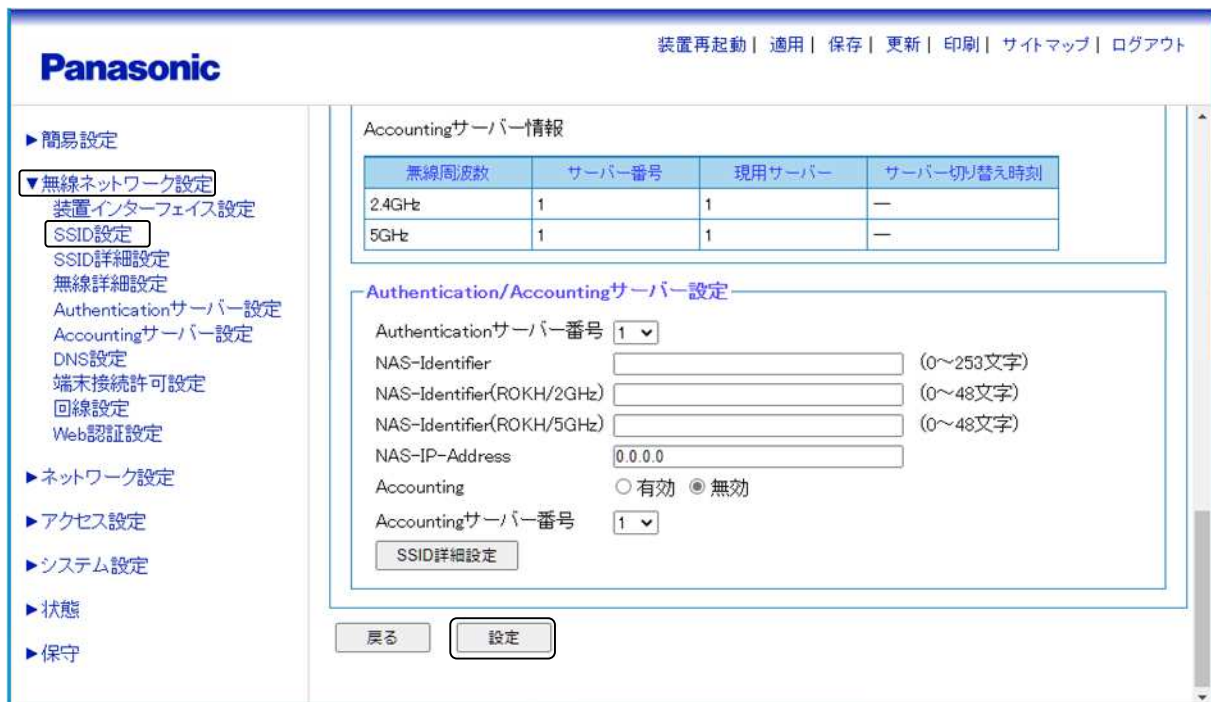 Panasonic
装置再起動| 適用| 保存| 更新| 印刷| サイトマップ| ログアウト
▶簡易設定
▼無線ネットワーク設定
装置インターフェイス設定
SSID設定
SSID詳細設定
無線詳細設定
Authenticationサーバー設定
Accountingサーバー設定
DNS設定
端末接続許可設定
回線設定
Web認証設定
▶ネットワーク設定
▶アクセス設定
▶システム設定
▶状態
▶保守
Accountingサーバー情報
無線周波数 サーバー番号 現用サーバー サーバー切り替え時刻
2.4GHz 1 1 —
5GHz 1 1 —
Authentication/Accountingサーバー設定
Authenticationサーバー番号 1
NAS-Identifier (0～253文字)
NAS-Identifier(ROKH/2GHz) (0～48文字)
NAS-Identifier(ROKH/5GHz) (0～48文字)
NAS-IP-Address 0.0.0.0
Accounting 有効 無効
Accountingサーバー番号 1
SSID詳細設定
戻る 設定